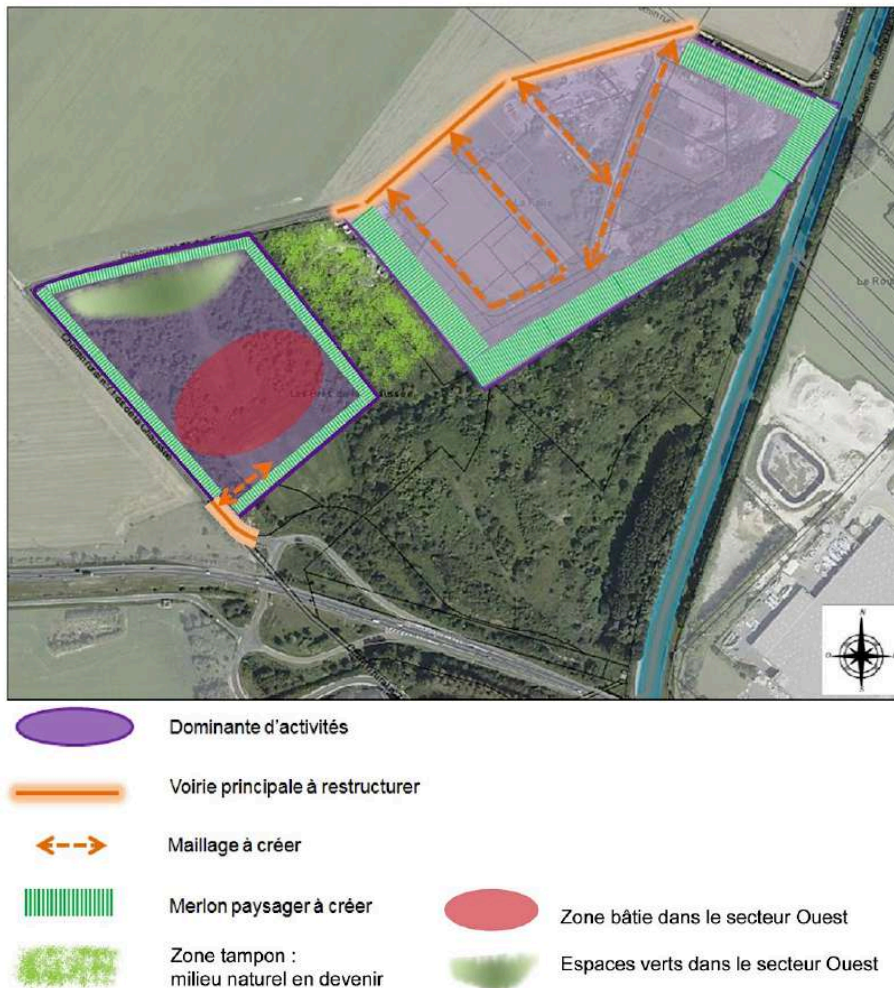 N
Dominante d'activités
Voirie principale à restructurer
Maillage à créer
Merlon paysager à créer
Zone tampon :
milieu naturel en devenir
Zone bâtie dans le secteur Ouest
Espaces verts dans le secteur Ouest